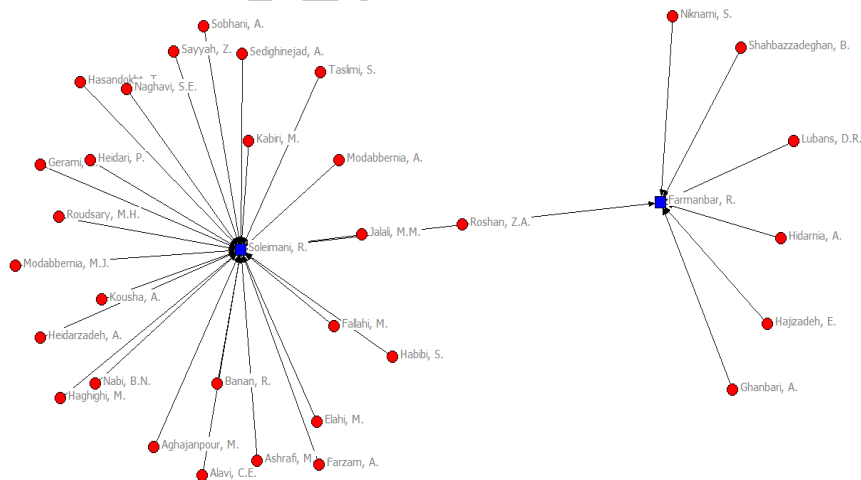 Niknami, S.
Sobhani, A.
Shahbazzadeghan, B.
Sayyah, Z.
Sedighinejad, A.
Taslimi, S.
Naghavi, S.E.
Kabiri, M.
Lubans, D.R.
Heidari, P.
Modabbernia, A.
Gerami,
Farmanbar, R.
Roudsary, M.H.
Roshan, Z.A.
Jalali, M.M.
Hidarnia, A.
Soleimani, R.
Modabbernia, M.J.
Kousha, A.
Hajizadeh, E.
Fallahi, M.
Heidarzadeh, A.
Habibi, S.
Nabi, B.N.
Banan, R.
Ghanbari, A.
Haghighi, M.
Elahi, M.
Aghajanpour, M.
Ashrafi, M.
Farzam, A.
Alavi, C.E.